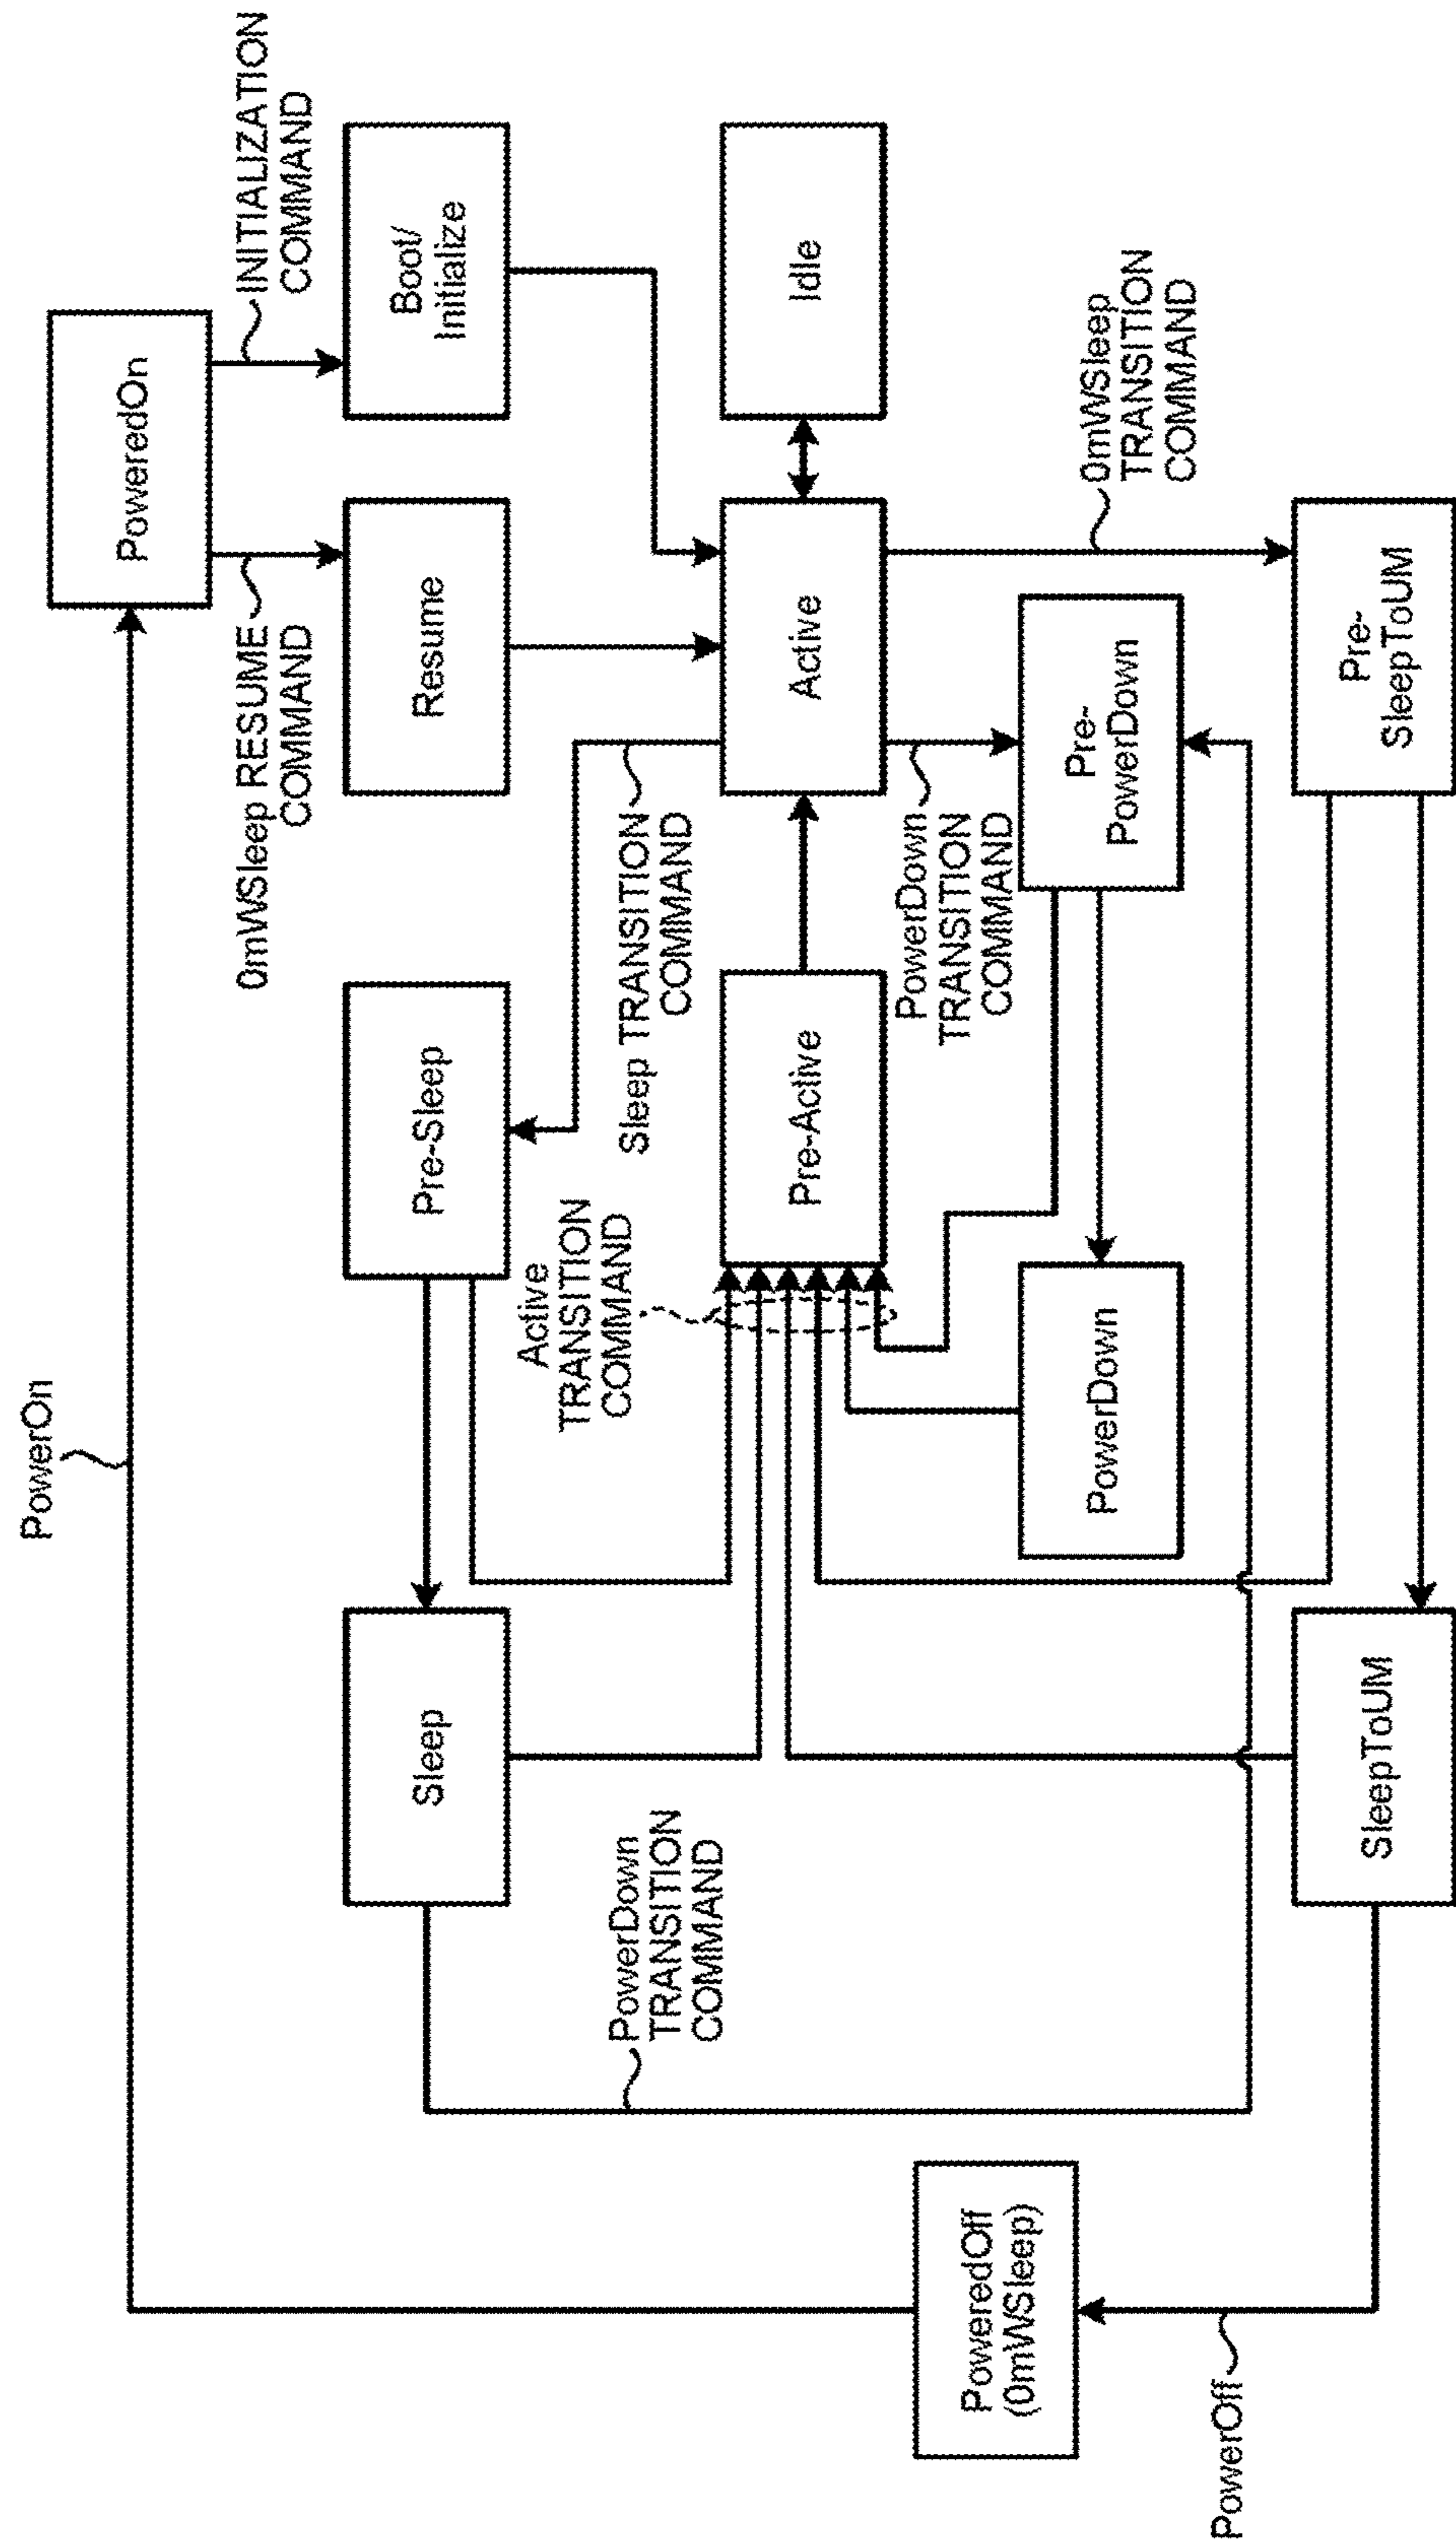 PowerOn
PoweredOn
0mWSleep RESUME
COMMAND
INITIALIZATION
COMMAND
Sleep
Pre-Sleep
Resume
Boot/
Initialize
PowerDown
TRANSITION
COMMAND
Active
TRANSITION
COMMAND
Sleep TRANSITION
COMMAND
Pre-Active
Active
Idle
PoweredOff
(0mWSleep)
PowerDown
TRANSITION
COMMAND
PowerDown
Pre-
PowerDown
0mWSleep
TRANSITION
COMMAND
PowerOff
SleepToUM
Pre-
SleepToUM